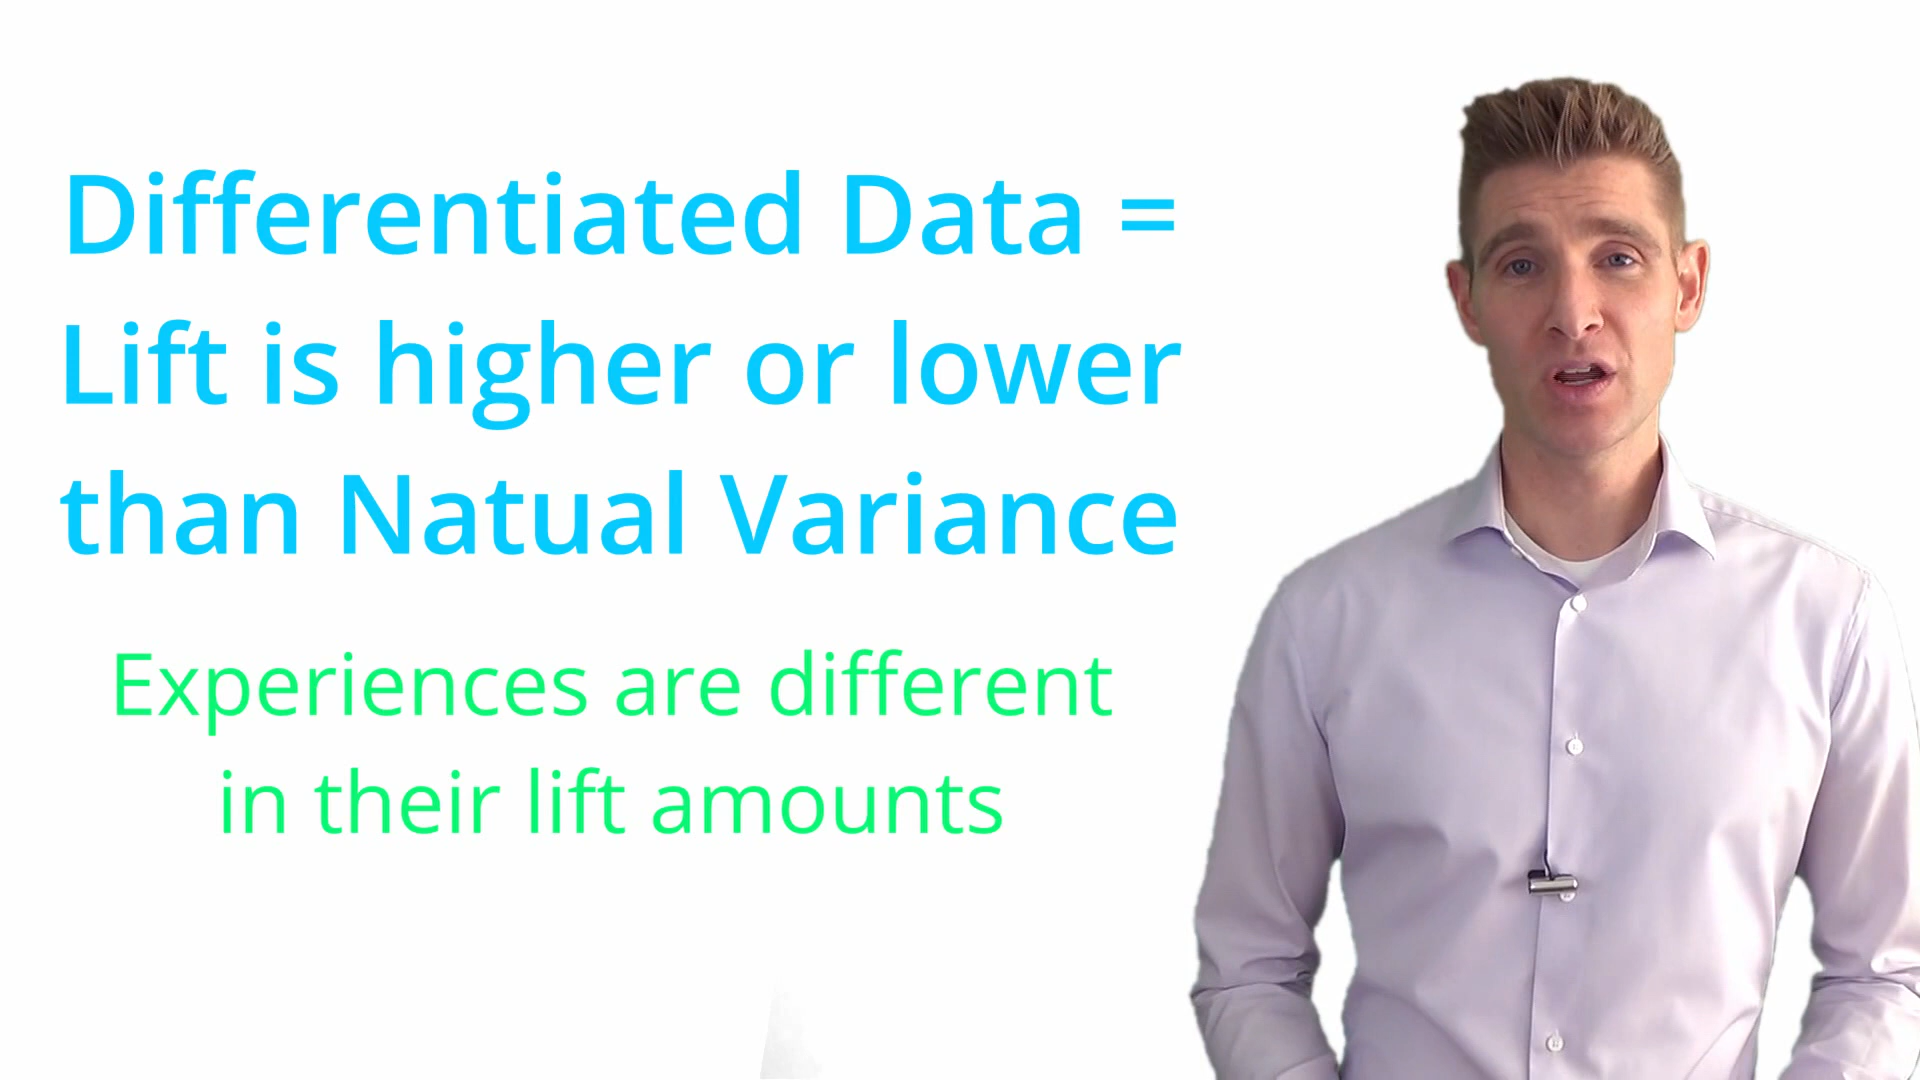 Differentiated Data =
Lift is higher or lower
than Natual Variance
Experiences are different
in their lift amounts